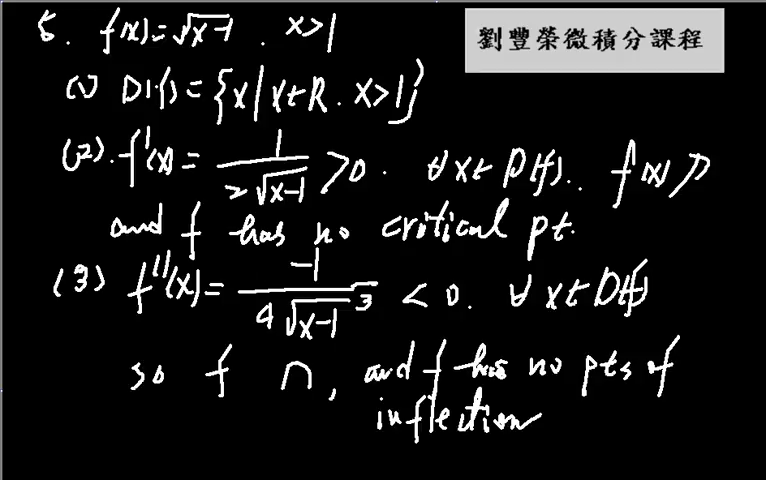 5. f(x)=√x-1 . x>1
劉豐榮微積分課程
(1) D(f)={x|x∈R. x>1}
(2). f'(x)= 1/2√x-1 >0. ∀x∈D(f).. f(x)↗
and f has no critical pt.
(3) f''(x)= -1/4√x-1³ <0. ∀x∈D(f)
so f ∩, and f has no pts of
inflection